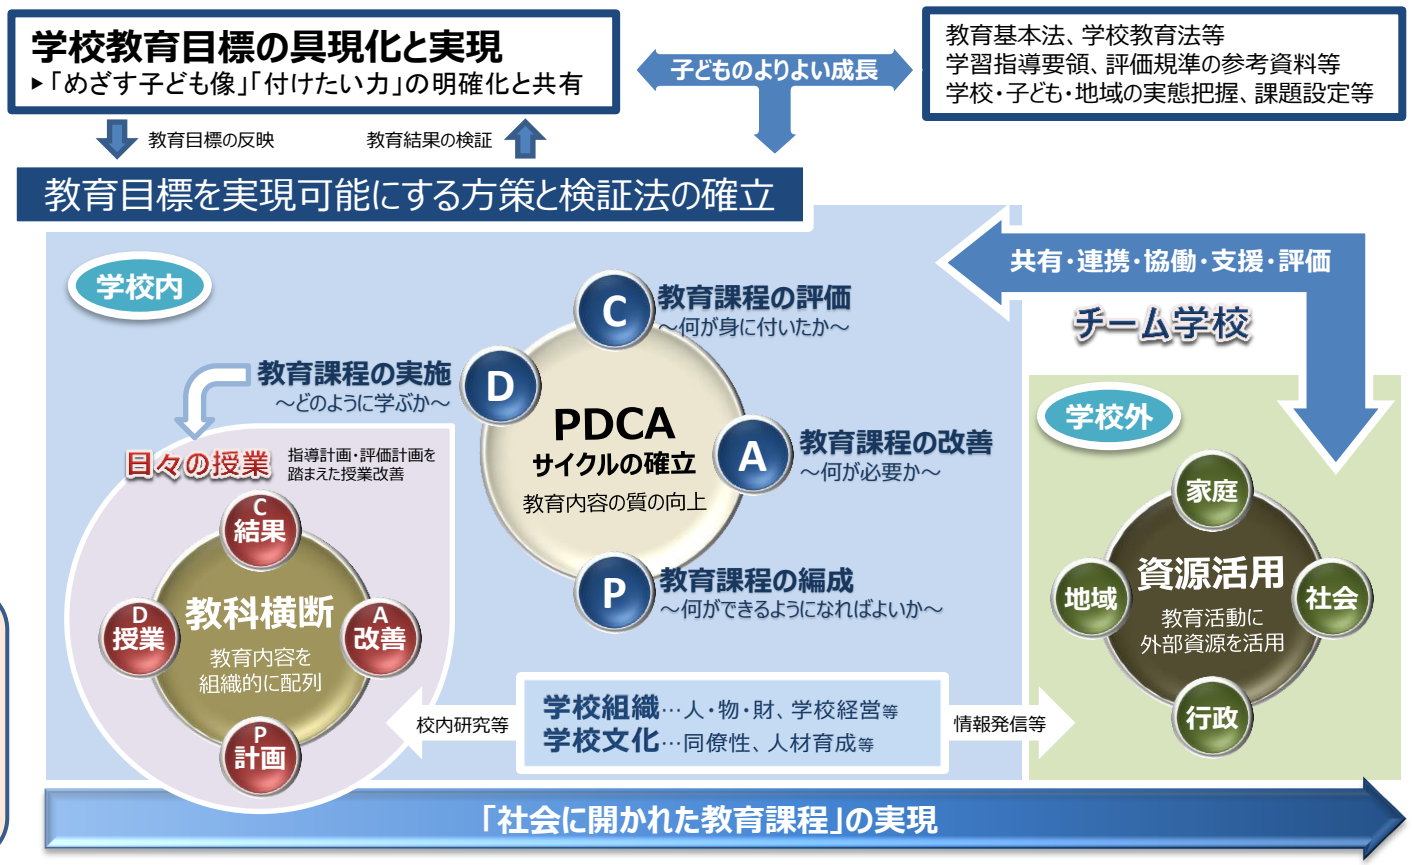 学校教育目標の具現化と実現
▶「めざす子ども像」「付けたい力」の明確化と共有
子どものよりよい成長
教育基本法、学校教育法等
学習指導要領、評価規準の参考資料等
学校・子ども・地域の実態把握、課題設定等
教育目標の反映
教育結果の検証
教育目標を実現可能にする方策と検証法の確立
共有・連携・協働・支援・評価
チーム学校
学校内
C
教育課程の評価
～何が身に付いたか～
教育課程の実施
～どのように学ぶか～
D
PDCA
サイクルの確立
教育内容の質の向上
A
教育課程の改善
～何が必要か～
P
教育課程の編成
～何ができるようになればよいか～
日々の授業
指導計画・評価計画を
踏まえた授業改善
C
結果
D
授業
教科横断
教育内容を
組織的に配列
A
改善
P
計画
学校外
家庭
地域
資源活用
教育活動に
外部資源を活用
社会
行政
校内研究等
学校組織…人・物・財、学校経営等
学校文化…同僚性、人材育成等
情報発信等
「社会に開かれた教育課程」の実現